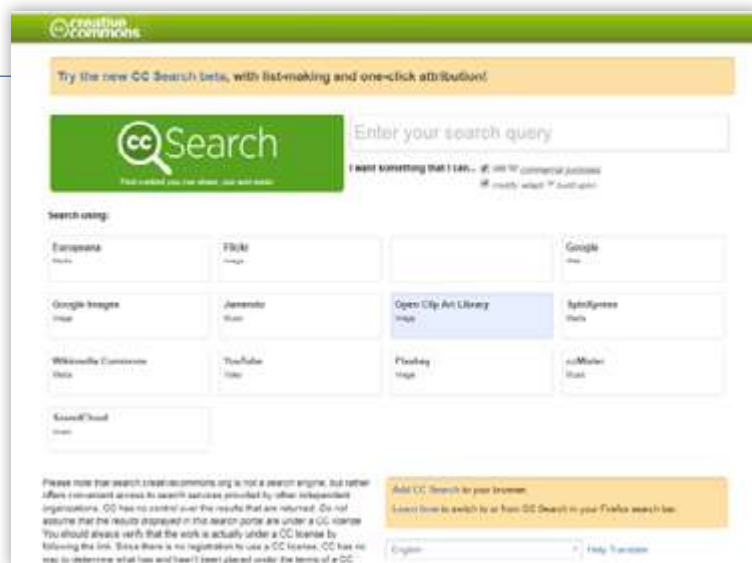 creative commons
Try the new CC Search beta, with list-making and one-click attribution!
cc Search
Find content you can share, use and remix
Enter your search query
I want something that I can... use for commercial purposes
modify, adapt, or build upon
Search using:
Europeana
Media
Flickr
Image
Google
Web
Google Images
Image
Jamendo
Music
Open Clip Art Library
Image
SpinXpress
Media
Wikimedia Commons
Media
YouTube
Video
Pixabay
Image
ccMixter
Music
SoundCloud
Music
Please note that search.creativecommons.org is not a search engine, but rather
offers convenient access to search services provided by other independent
organizations. CC has no control over the results that are returned. Do not
assume that the results displayed in this search portal are under a CC license.
You should always verify that the work is actually under a CC license by
following the link. Since there is no registration to use a CC license, CC has no
way to determine what has and hasn't been placed under the terms of a CC
Add CC Search to your browser.
Learn how to switch to or from CC Search in your Firefox search bar.
English
Help Translate